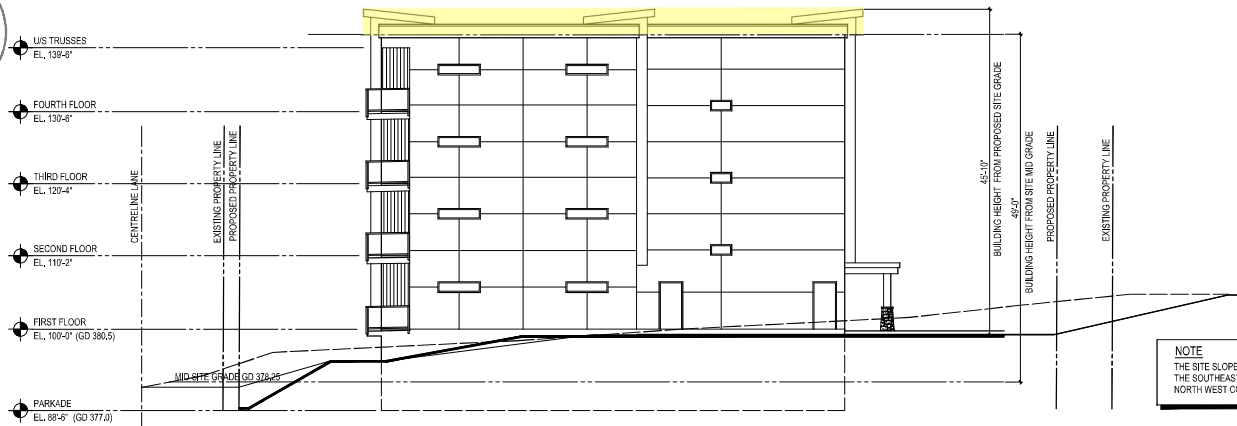 U/S TRUSSES
EL. 139'-6"
FOURTH FLOOR
EL. 130'-6"
THIRD FLOOR
EL. 120'-4"
SECOND FLOOR
EL. 110'-2"
FIRST FLOOR
EL. 100'-0" (GD 380.5)
PARKADE
EL. 88'-6" (GD 377.0)
CENTRELINE LANE
EXISTING PROPERTY LINE
PROPOSED PROPERTY LINE
MID SITE GRADE GD 378.25
45'-10"
BUILDING HEIGHT FROM PROPOSED SITE GRADE
49'-0"
BUILDING HEIGHT FROM SITE MID GRADE
PROPOSED PROPERTY LINE
EXISTING PROPERTY LINE
NOTE
THE SITE SLOPE
THE SOUTHEAST
NORTH WEST CO